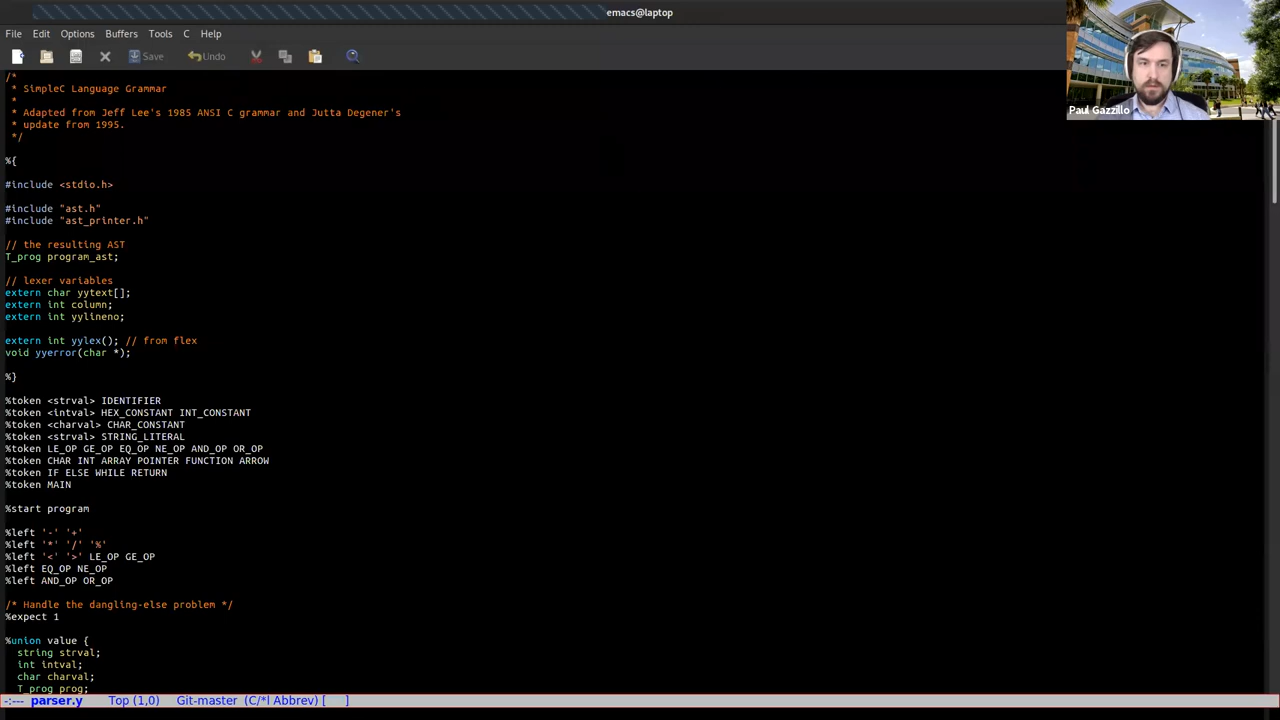 emacs@laptop
File Edit Options Buffers Tools C Help
Save Undo
Paul Gazzillo
/*
* SimpleC Language Grammar
*
* Adapted from Jeff Lee's 1985 ANSI C grammar and Jutta Degener's
* update from 1995.
*/
%{
#include <stdio.h>
#include "ast.h"
#include "ast_printer.h"
// the resulting AST
T_prog program_ast;
// lexer variables
extern char yytext[];
extern int column;
extern int yylineno;
extern int yylex(); // from flex
void yyerror(char *);
%}
%token <strval> IDENTIFIER
%token <intval> HEX_CONSTANT INT_CONSTANT
%token <charval> CHAR_CONSTANT
%token <strval> STRING_LITERAL
%token LE_OP GE_OP EQ_OP NE_OP AND_OP OR_OP
%token CHAR INT ARRAY POINTER FUNCTION ARROW
%token IF ELSE WHILE RETURN
%token MAIN
%start program
%left '-' '+'
%left '*' '/' '%'
%left '<' '>' LE_OP GE_OP
%left EQ_OP NE_OP
%left AND_OP OR_OP
/* Handle the dangling-else problem */
%expect 1
%union value {
string strval;
int intval;
char charval;
T_prog prog;
-:--- parser.y Top (1,0) Git-master (C/*l Abbrev) [ ]